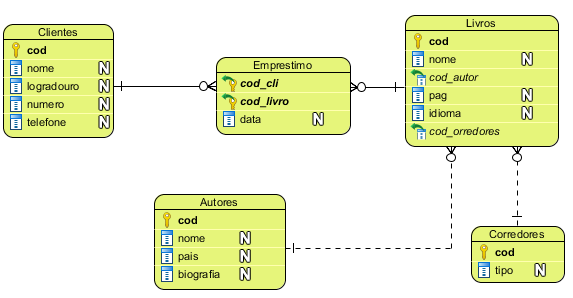 Clientes
cod
nome N
logradouro N
numero N
telefone N
Emprestimo
cod_cli
cod_livro
data N
Livros
cod
nome N
cod_autor
pag N
idioma N
cod_orredores
Autores
cod
nome N
pais N
biografia N
Corredores
cod
tipo N